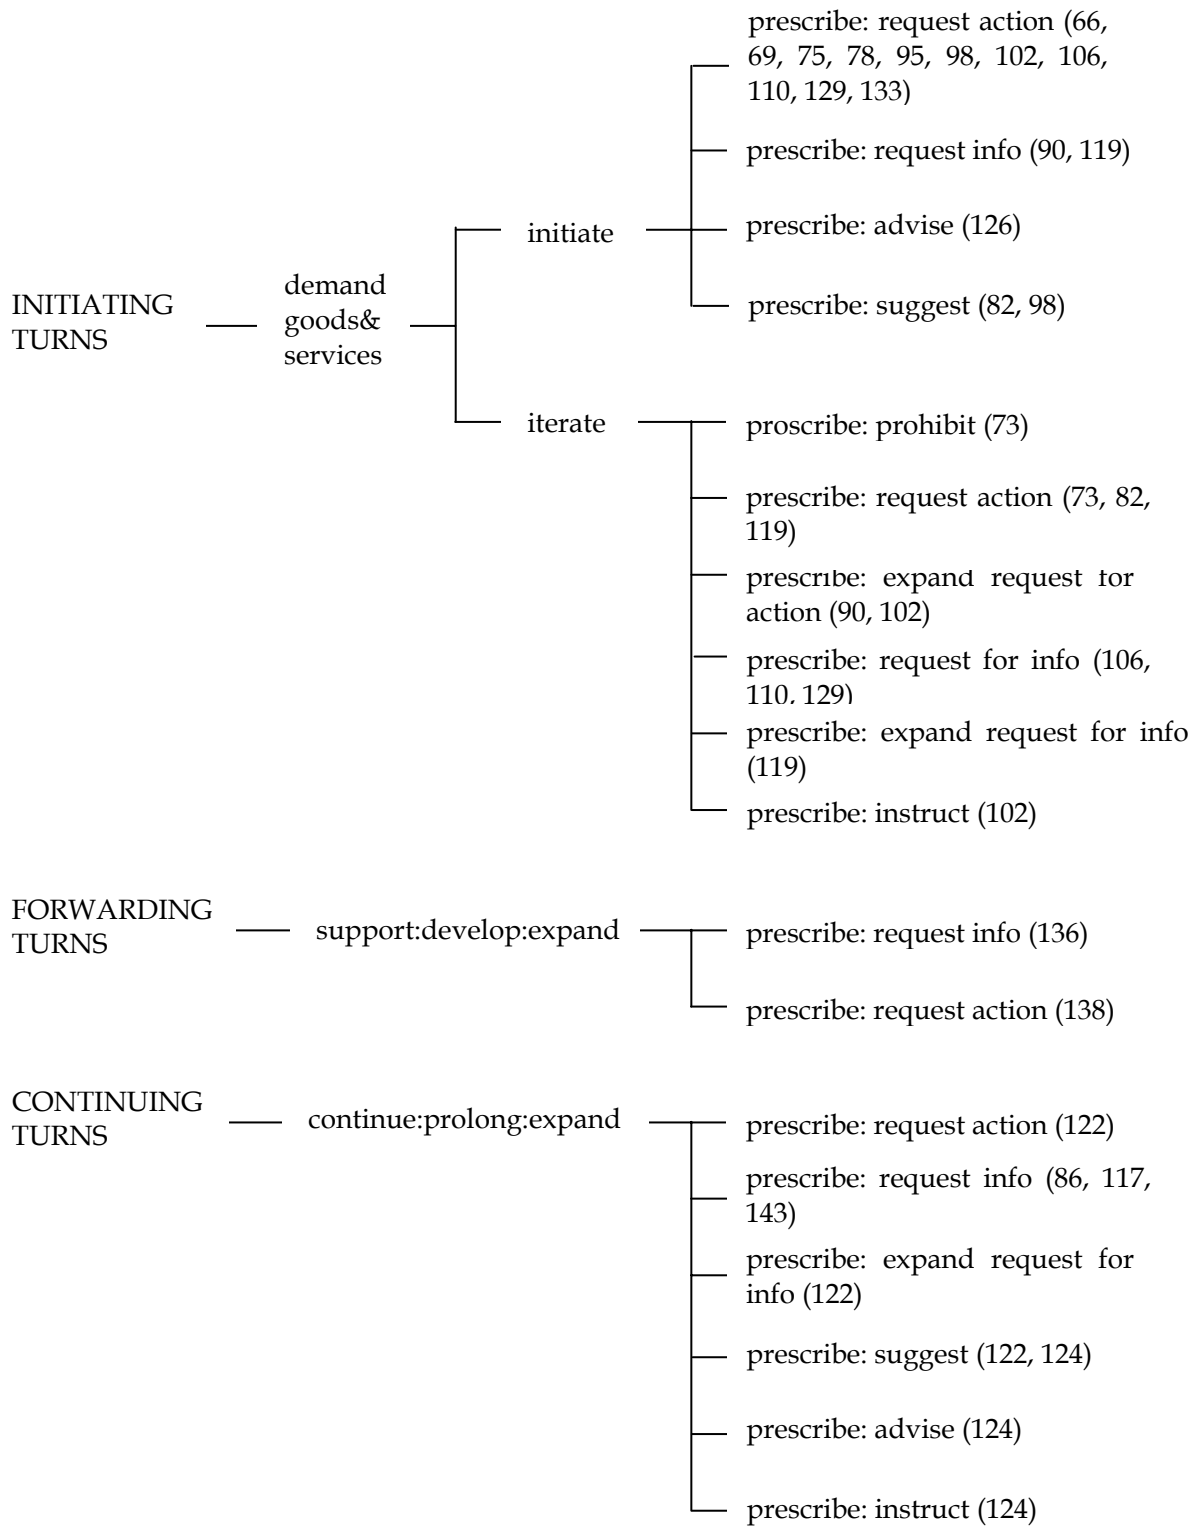 prescribe: request action (66,
69, 75, 78, 95, 98, 102, 106,
110, 129, 133)
prescribe: request info (90, 119)
initiate
prescribe: advise (126)
INITIATING
TURNS
demand
goods&
services
prescribe: suggest (82, 98)
iterate
proscribe: prohibit (73)
prescribe: request action (73, 82,
119)
prescribe: expand request for
action (90, 102)
prescribe: request for info (106,
110, 129)
prescribe: expand request for info
(119)
prescribe: instruct (102)
FORWARDING
TURNS
support:develop:expand
prescribe: request info (136)
prescribe: request action (138)
CONTINUING
TURNS
continue:prolong:expand
prescribe: request action (122)
prescribe: request info (86, 117,
143)
prescribe: expand request for
info (122)
prescribe: suggest (122, 124)
prescribe: advise (124)
prescribe: instruct (124)